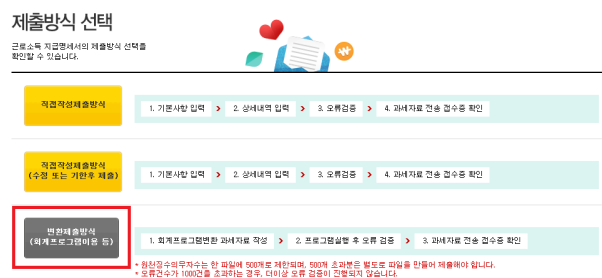 제출방식 선택
근로소득 지급명세서의 제출방식 선택을
확인할 수 있습니다.
₩
직접작성제출방식
1. 기본사항 입력 > 2. 상세내역 입력 > 3. 오류검증 > 4. 과세자료 전송 접수증 확인
직접작성제출방식
(수정 또는 기한후 제출)
1. 기본사항 입력 > 2. 상세내역 입력 > 3. 오류검증 > 4. 과세자료 전송 접수증 확인
변환제출방식
(회계프로그램이용 등)
1. 회계프로그램변환 과세자료 작성 > 2. 프로그램실행 후 오류 검증 > 3. 과세자료 전송 접수증 확인
* 원천징수의무자수는 한 파일에 500개로 제한되며, 500개 초과분은 별도로 파일을 만들어 제출해야 합니다.
* 오류건수가 1000건을 초과하는 경우, 더이상 오류 검증이 진행되지 않습니다.